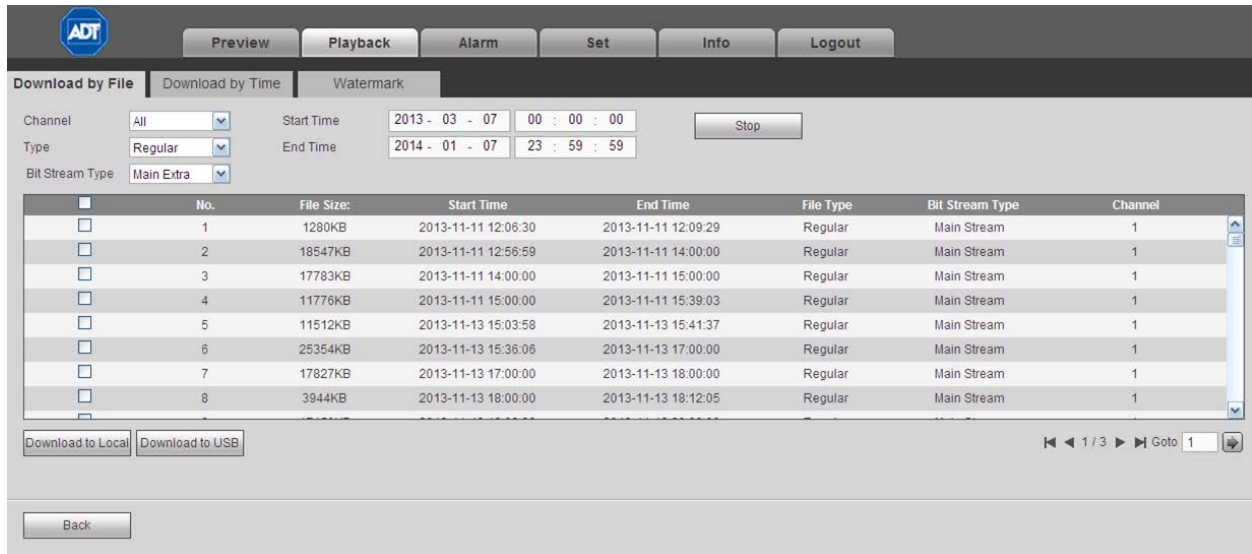 ADT
Preview Playback Alarm Set Info Logout
Download by File Download by Time Watermark
Channel All Start Time 2013 - 03 - 07 00 : 00 : 00 Stop
Type Regular End Time 2014 - 01 - 07 23 : 59 : 59
Bit Stream Type Main Extra
No. File Size: Start Time End Time File Type Bit Stream Type Channel
1 1280KB 2013-11-11 12:06:30 2013-11-11 12:09:29 Regular Main Stream 1
2 18547KB 2013-11-11 12:56:59 2013-11-11 14:00:00 Regular Main Stream 1
3 17783KB 2013-11-11 14:00:00 2013-11-11 15:00:00 Regular Main Stream 1
4 11776KB 2013-11-11 15:00:00 2013-11-11 15:39:03 Regular Main Stream 1
5 11512KB 2013-11-13 15:03:58 2013-11-13 15:41:37 Regular Main Stream 1
6 25354KB 2013-11-13 15:36:06 2013-11-13 17:00:00 Regular Main Stream 1
7 17827KB 2013-11-13 17:00:00 2013-11-13 18:00:00 Regular Main Stream 1
8 3944KB 2013-11-13 18:00:00 2013-11-13 18:12:05 Regular Main Stream 1
Download to Local Download to USB 1 / 3 Goto 1
Back